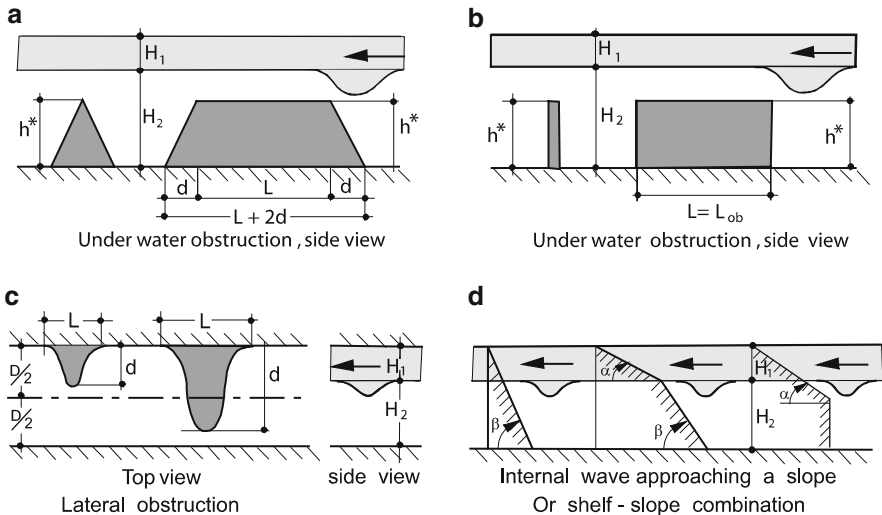 a
H1
H2
h*
h*
d
L
d
L + 2d
Under water obstruction , side view
b
H1
H2
h*
h*
L= Lob
Under water obstruction , side view
c
L
L
D/2
D/2
d
d
H1
H2
Top view
side view
Lateral obstruction
d
α
α
β
β
H1
H2
Internal wave approaching a slope
Or shelf - slope combination